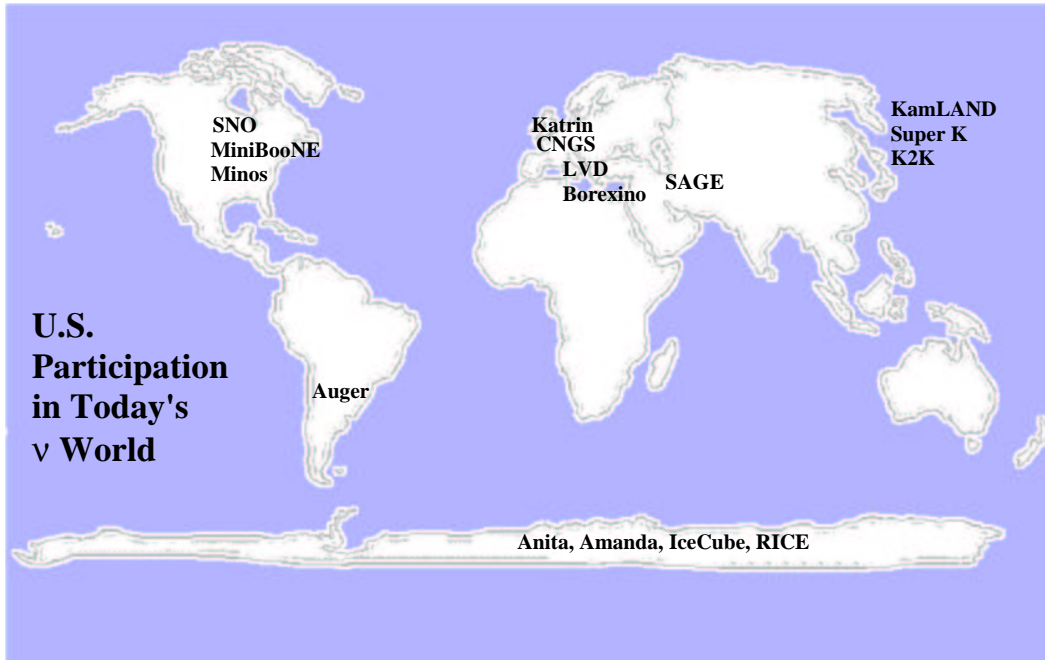 SNO
MiniBooNE
Minos
Katrin
CNGS
LVD
Borexino
SAGE
KamLAND
Super K
K2K
U.S.
Participation
in Today's
ν World
Auger
Anita, Amanda, IceCube, RICE